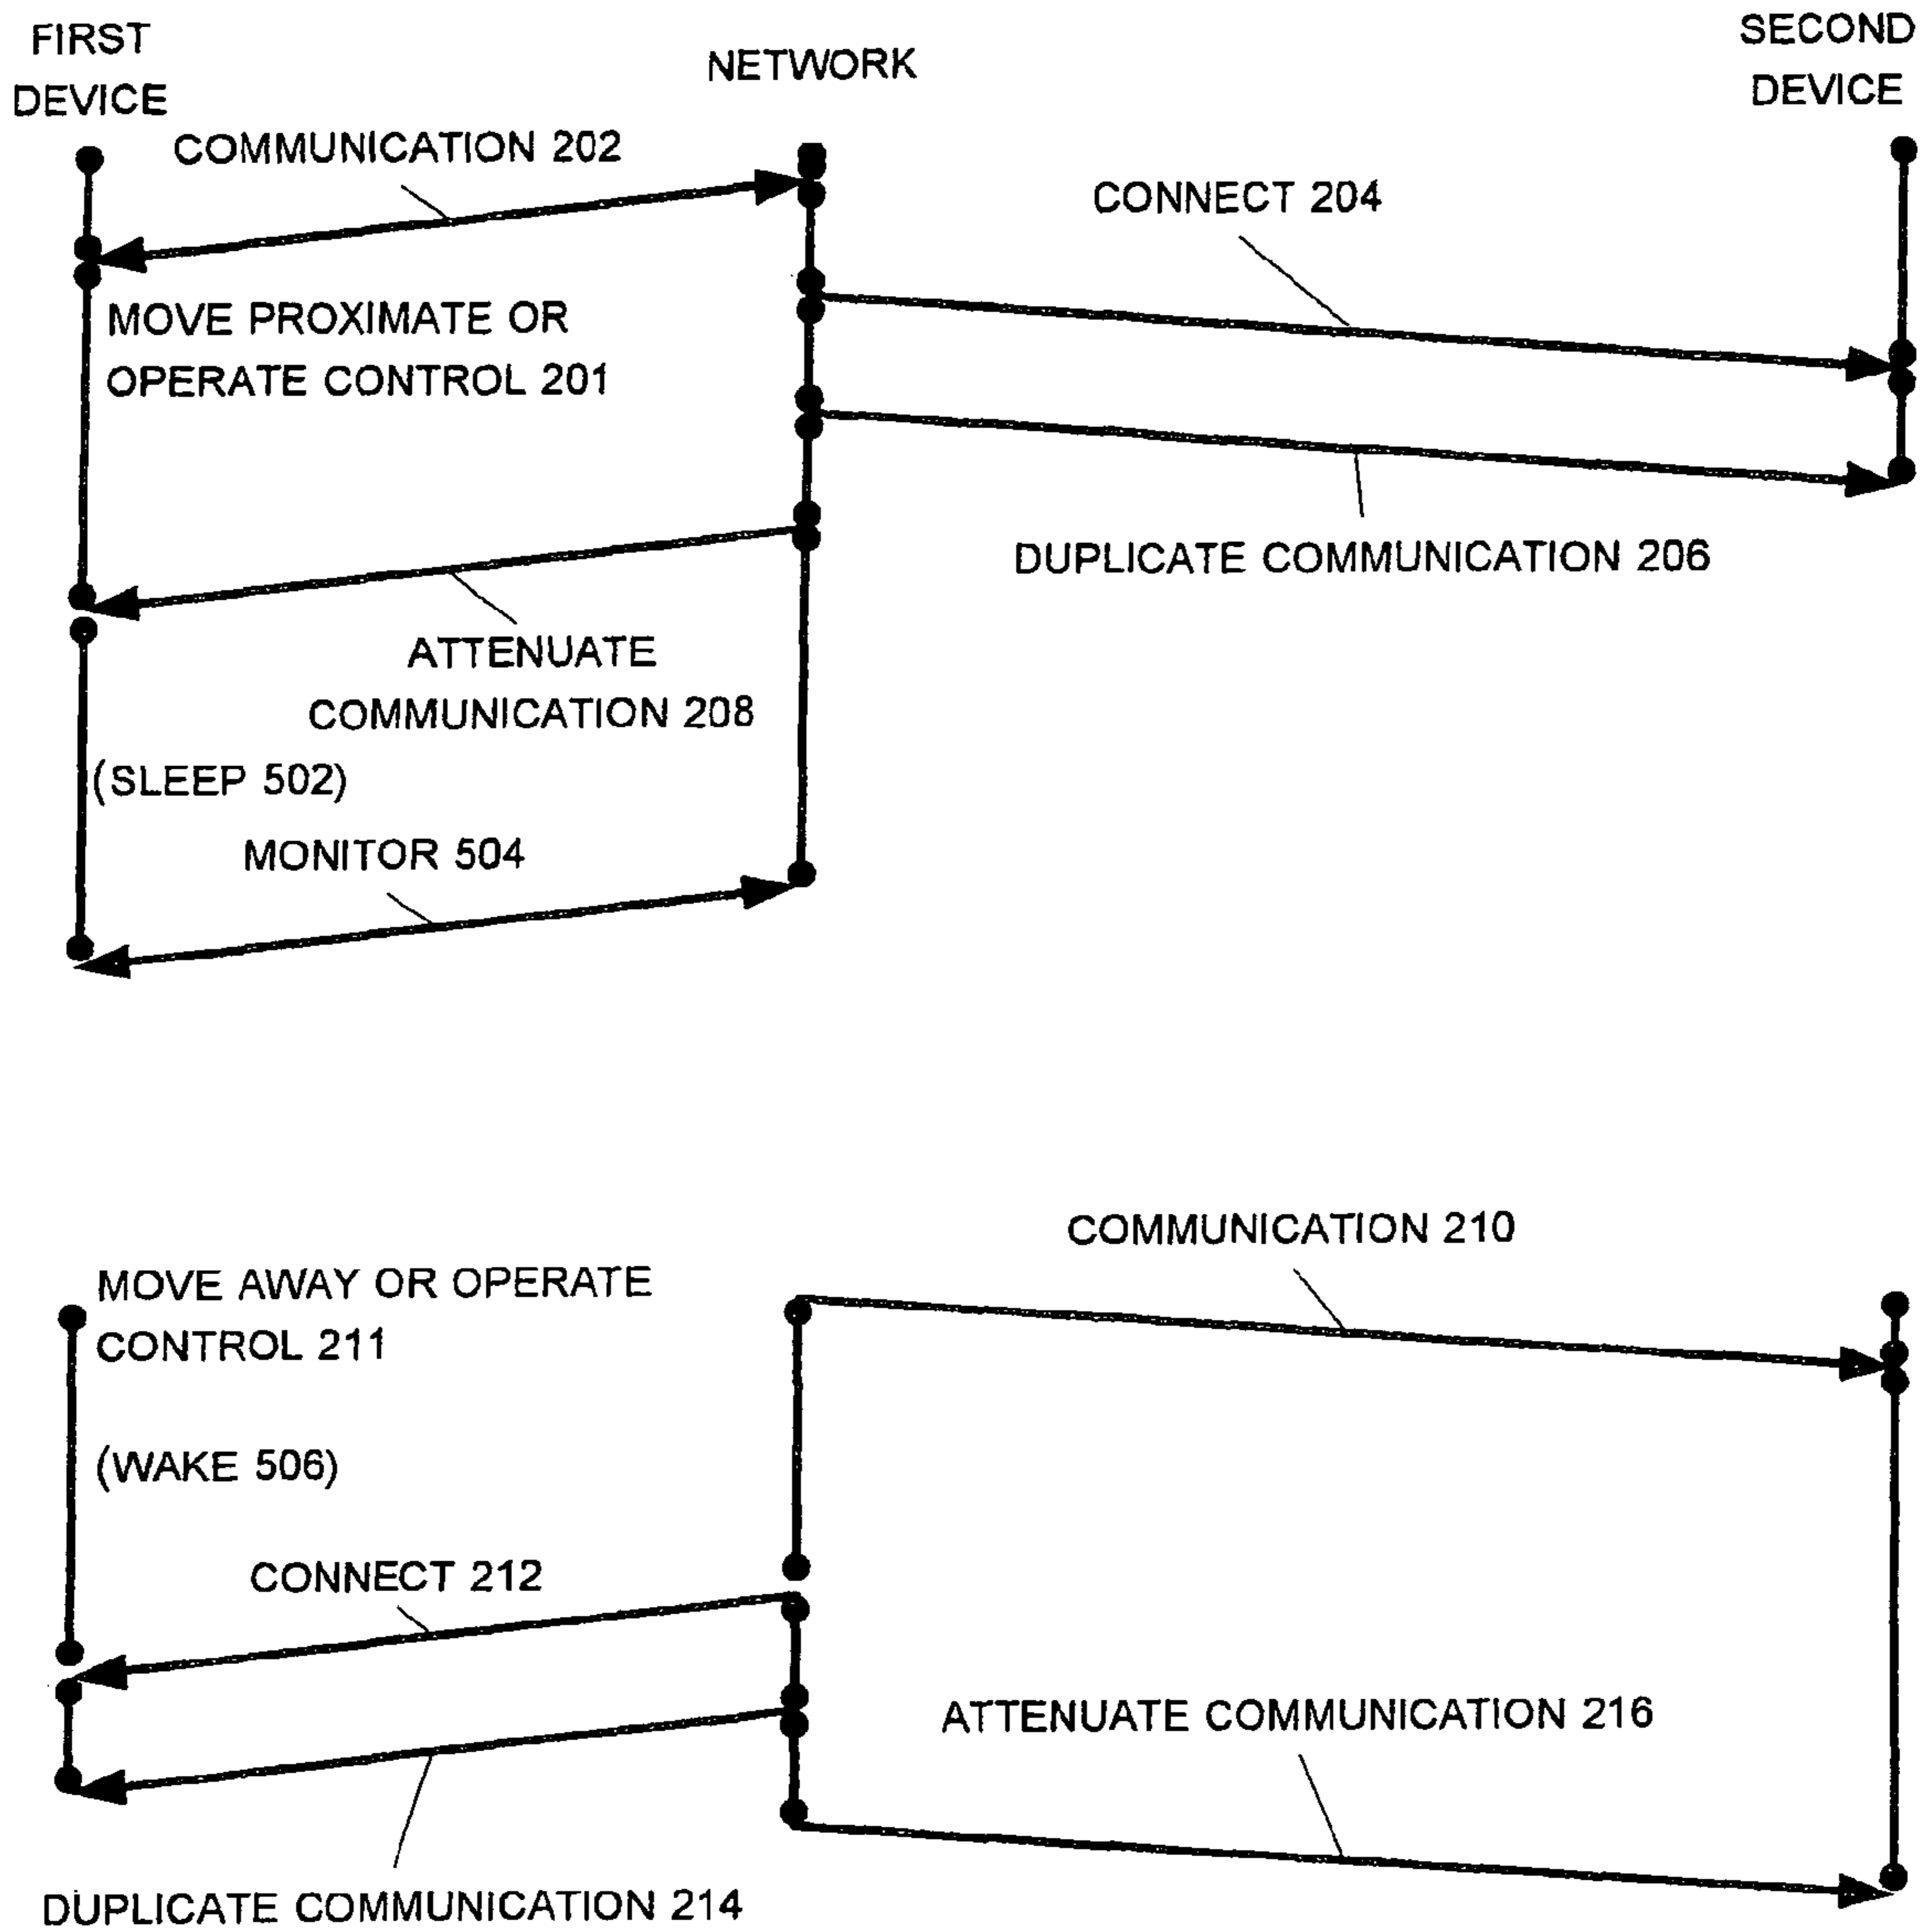 FIRST
DEVICE
NETWORK
SECOND
DEVICE
COMMUNICATION 202
CONNECT 204
MOVE PROXIMATE OR
OPERATE CONTROL 201
DUPLICATE COMMUNICATION 206
ATTENUATE
COMMUNICATION 208
(SLEEP 502)
MONITOR 504
COMMUNICATION 210
MOVE AWAY OR OPERATE
CONTROL 211
(WAKE 506)
CONNECT 212
ATTENUATE COMMUNICATION 216
DUPLICATE COMMUNICATION 214